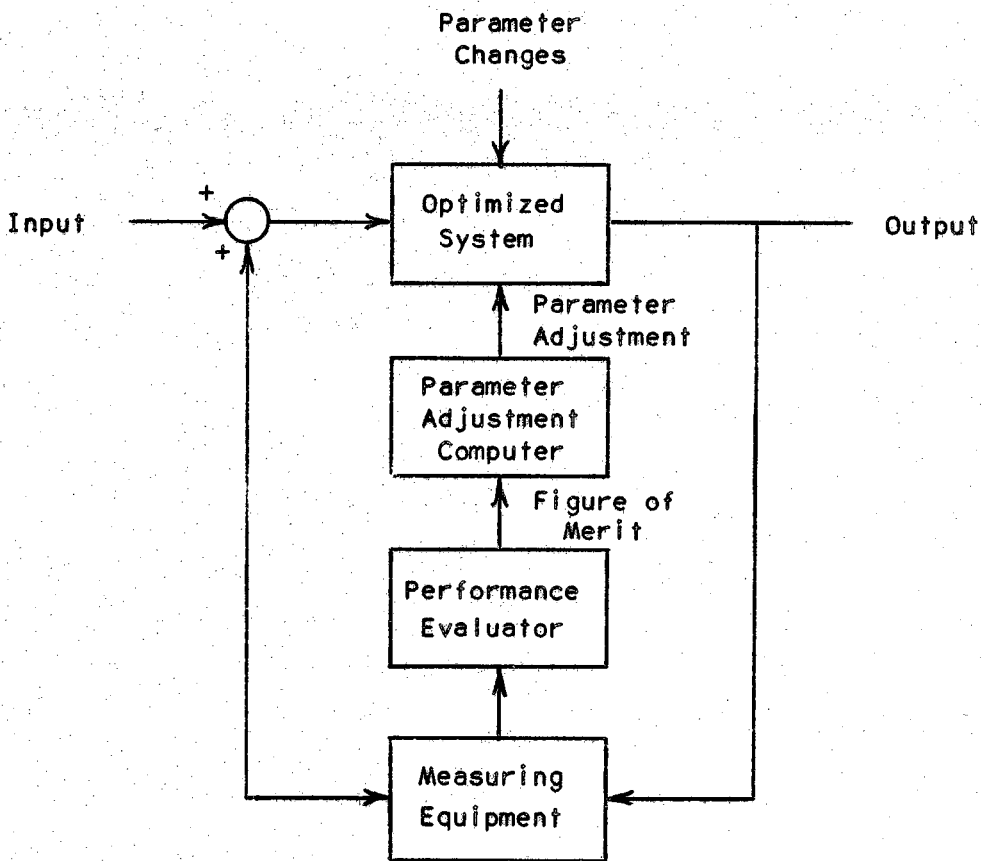 Parameter
Changes
+
Optimized
System
Input
Output
+
Parameter
Adjustment
Parameter
Adjustment
Computer
Figure of
Merit
Performance
Evaluator
Measuring
Equipment